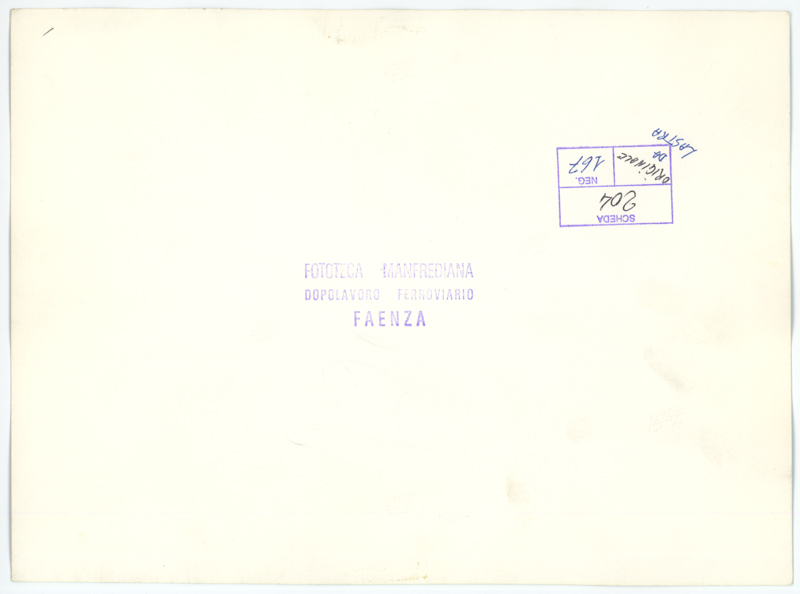 FOTOTECA MANFREDIANA
DOPOLAVORO FERROVIARIO
FAENZA
SCHEDA
204
NEG.
167
ORIGINALE
DA
LASTRA